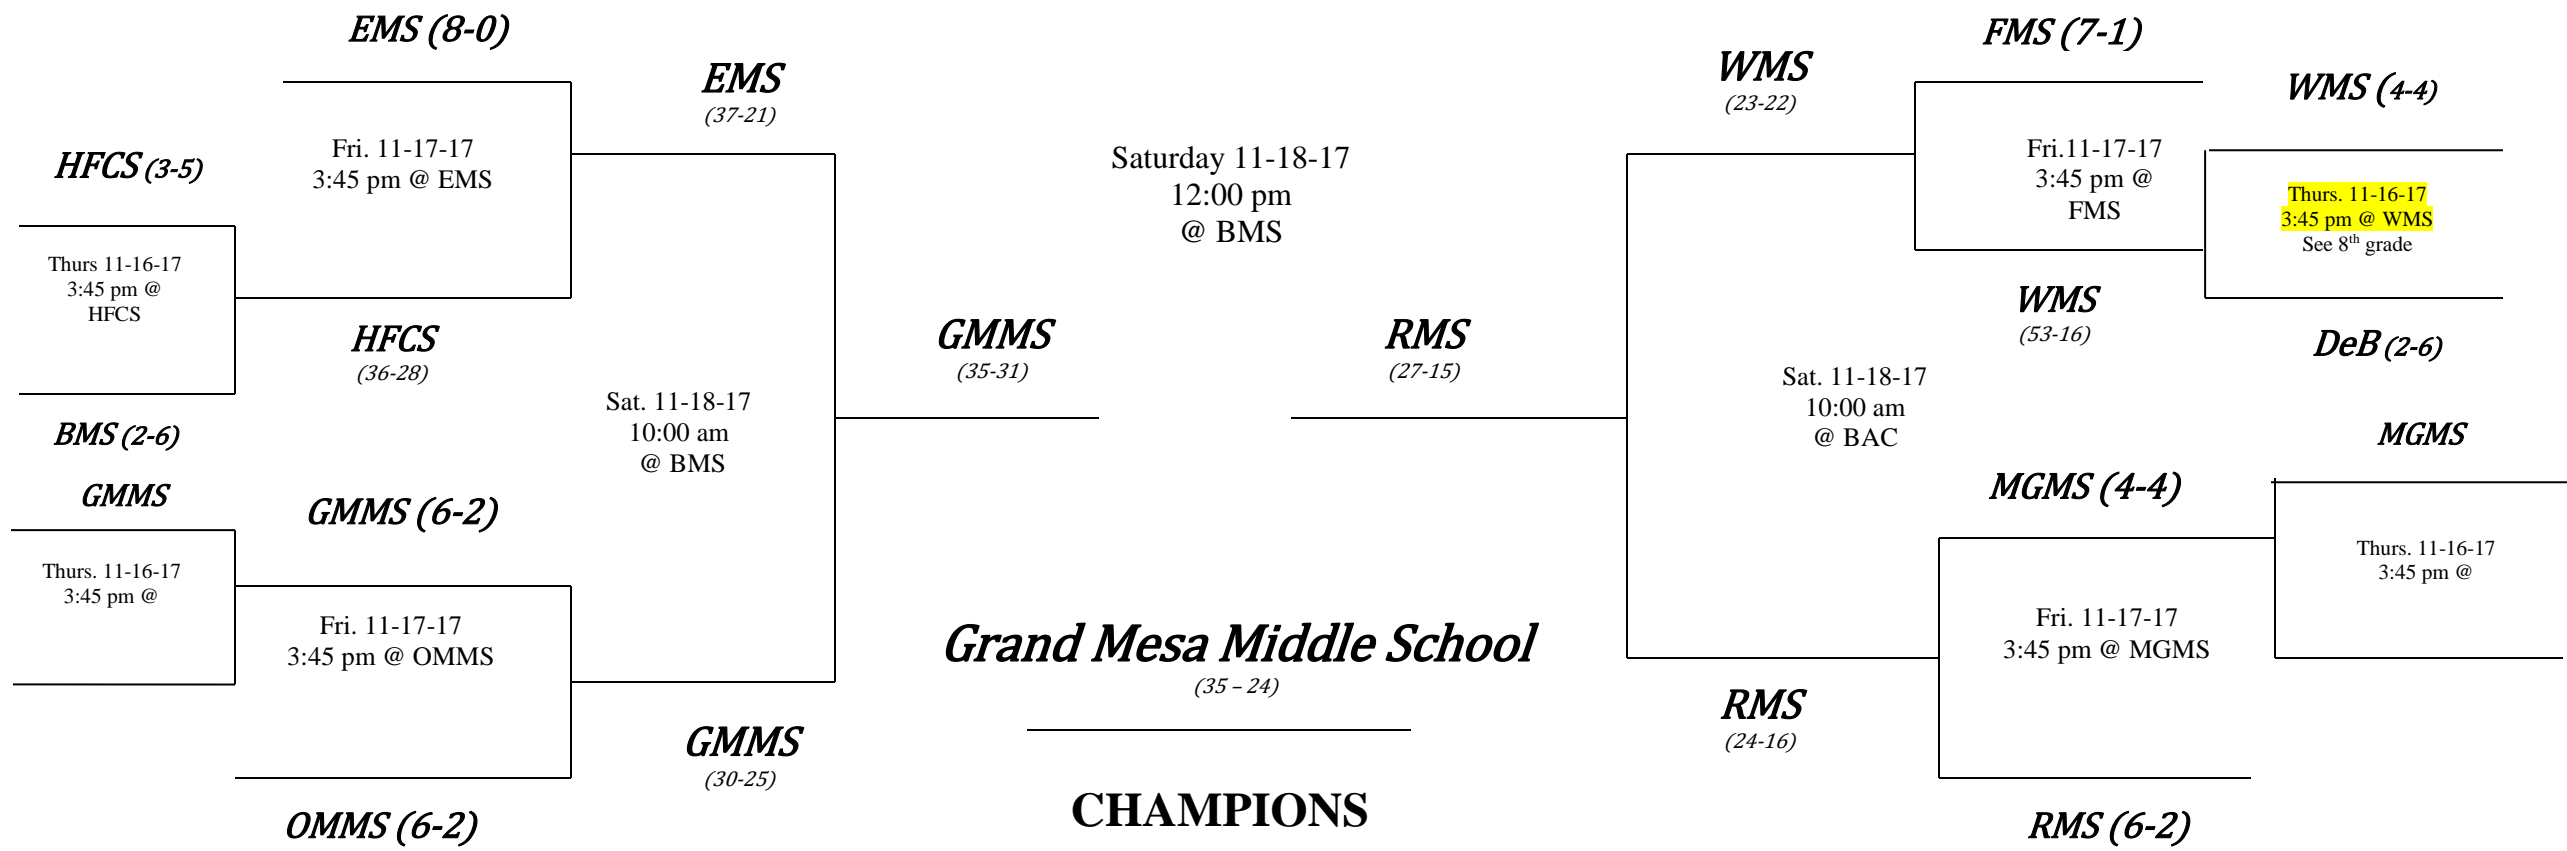 EMS (8-0)
EMS
(37-21)
Fri. 11-17-17
3:45 pm @ EMS
HFCS (3-5)
Thurs 11-16-17
3:45 pm @
HFCS
HFCS
(36-28)
BMS (2-6)
Sat. 11-18-17
10:00 am
@ BMS
GMMS
GMMS (6-2)
Thurs. 11-16-17
3:45 pm @
Fri. 11-17-17
3:45 pm @ OMMS
GMMS
(30-25)
OMMS (6-2)
GMMS
(35-31)
Saturday 11-18-17
12:00 pm
@ BMS
Grand Mesa Middle School
(35 – 24)
CHAMPIONS
RMS
(27-15)
WMS
(23-22)
FMS (7-1)
WMS (4-4)
Fri.11-17-17
3:45 pm @
FMS
Thurs. 11-16-17
3:45 pm @ WMS
See 8th grade
WMS
(53-16)
DeB (2-6)
Sat. 11-18-17
10:00 am
@ BAC
MGMS
MGMS (4-4)
Thurs. 11-16-17
3:45 pm @
Fri. 11-17-17
3:45 pm @ MGMS
RMS
(24-16)
RMS (6-2)